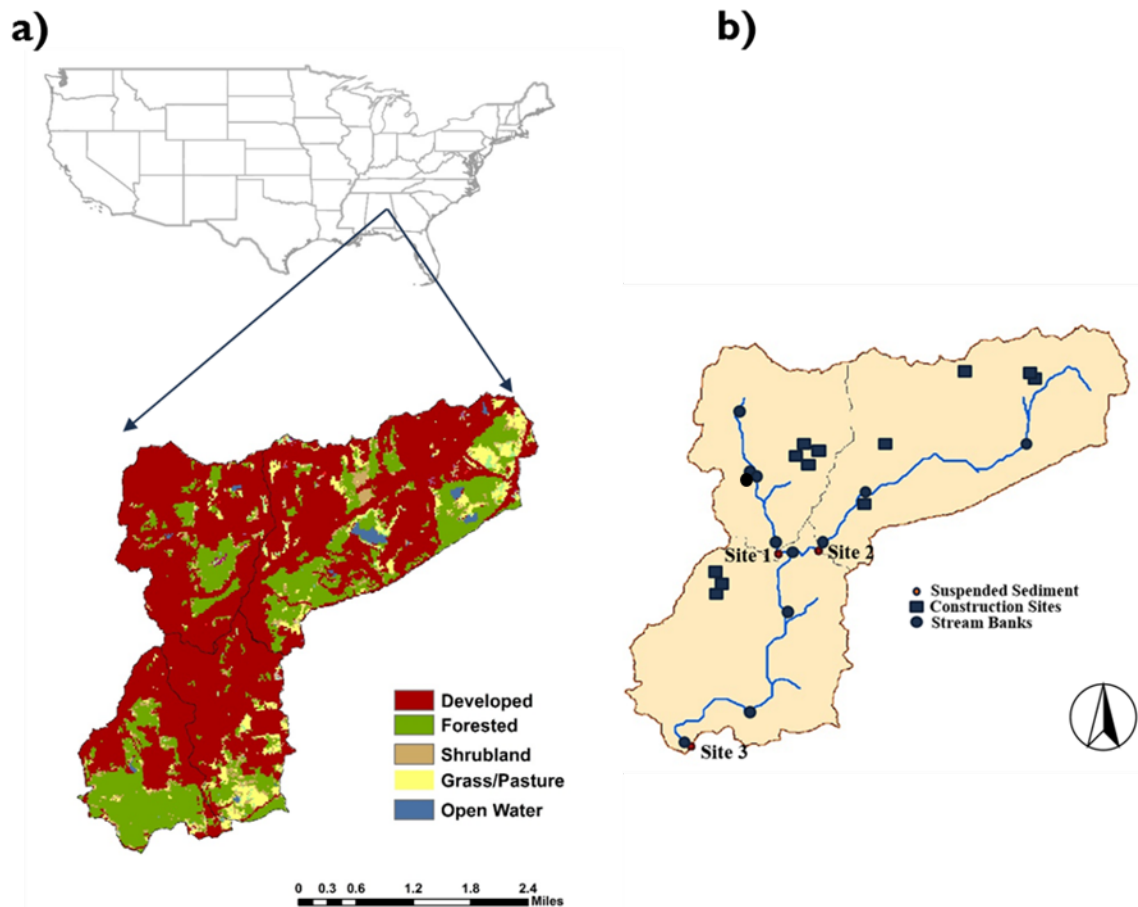 a)
b)
Site 1
Site 2
Suspended Sediment
Construction Sites
Stream Banks
Site 3
Developed
Forested
Shrubland
Grass/Pasture
Open Water
0 0.3 0.6 1.2 1.8 2.4
Miles